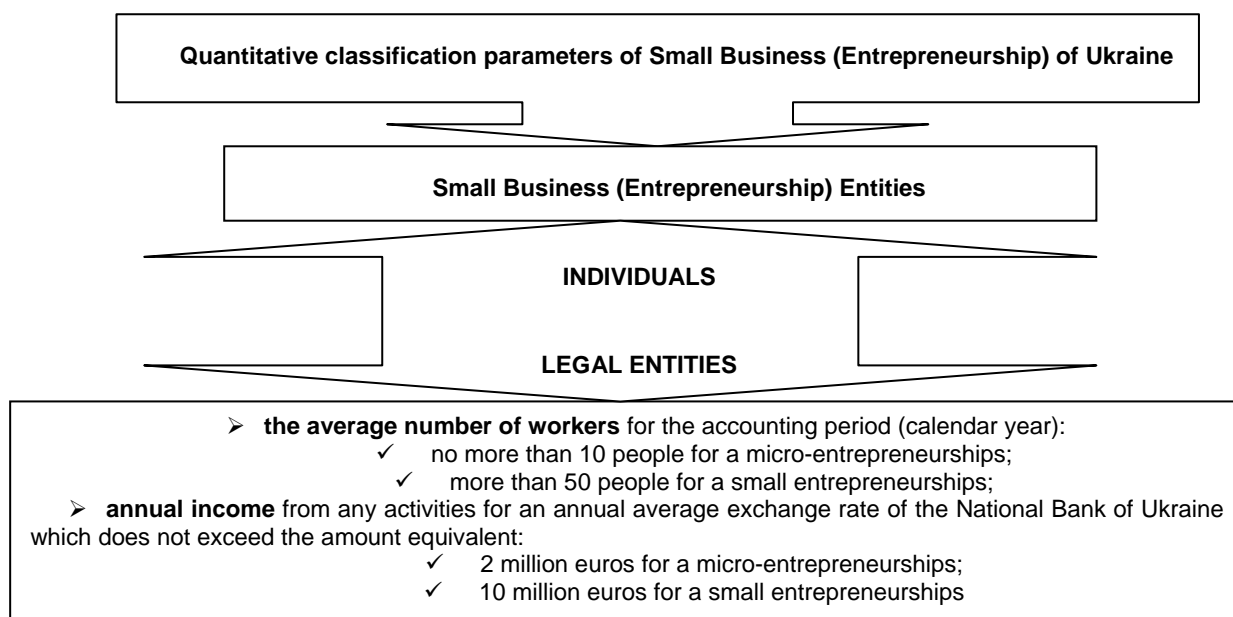 Quantitative classification parameters of Small Business (Entrepreneurship) of Ukraine
Small Business (Entrepreneurship) Entities
INDIVIDUALS
LEGAL ENTITIES
➢ the average number of workers for the accounting period (calendar year):
✓ no more than 10 people for a micro-entrepreneurships;
✓ more than 50 people for a small entrepreneurships;
➢ annual income from any activities for an annual average exchange rate of the National Bank of Ukraine
which does not exceed the amount equivalent:
✓ 2 million euros for a micro-entrepreneurships;
✓ 10 million euros for a small entrepreneurships